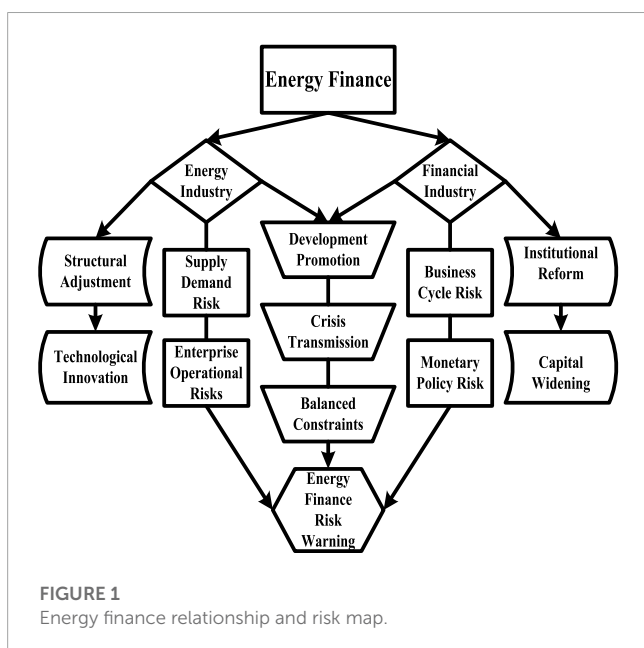 Energy Finance
Energy
Industry
Financial
Industry
Structural
Adjustment
Supply
Demand
Risk
Development
Promotion
Business
Cycle Risk
Institutional
Reform
Technological
Innovation
Enterprise
Operational
Risks
Crisis
Transmission
Monetary
Policy Risk
Capital
Widening
Balanced
Constraints
Energy
Finance
Risk
Warning
FIGURE 1
Energy finance relationship and risk map.